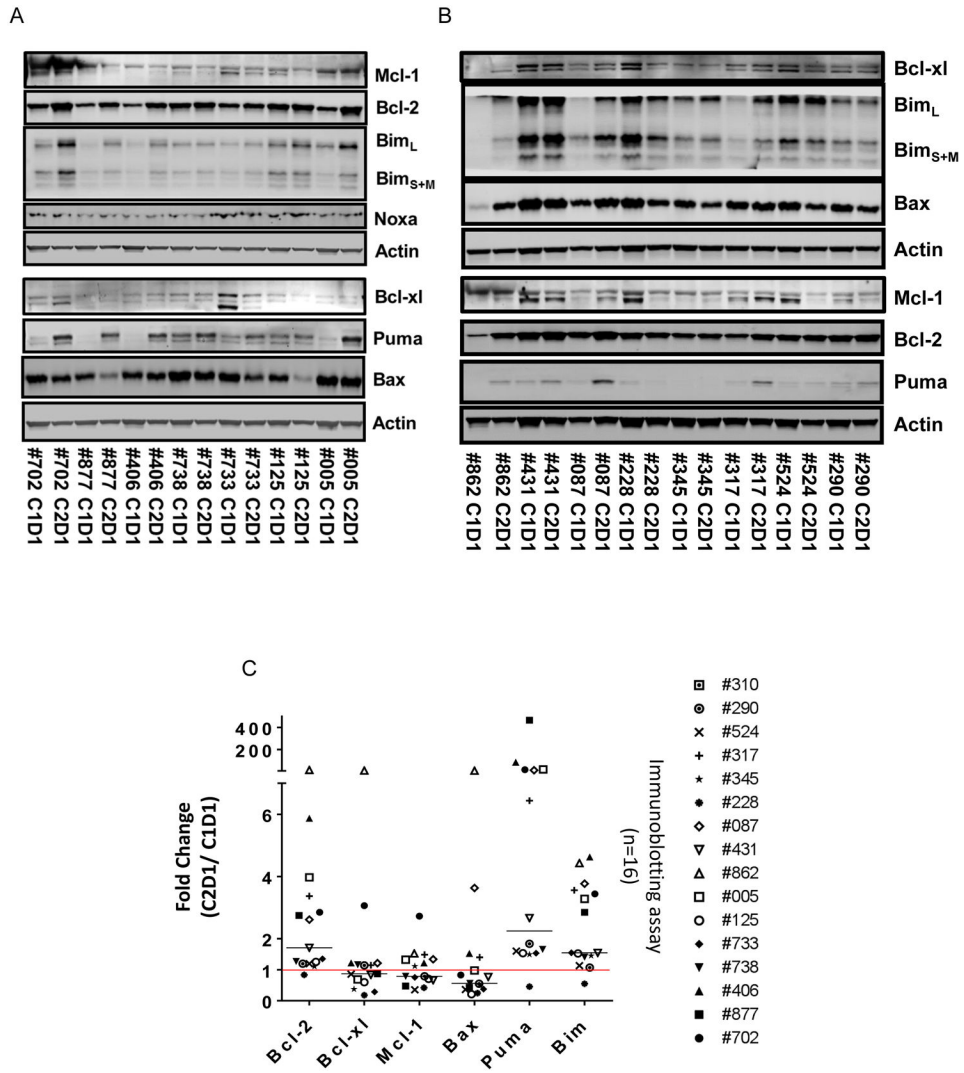 A
Mcl-1
Bcl-2
BimL
BimS+M
Noxa
Actin
Bcl-xl
Puma
Bax
Actin
#702 C1D1
#702 C2D1
#877 C1D1
#877 C2D1
#406 C1D1
#406 C2D1
#738 C1D1
#738 C2D1
#733 C1D1
#733 C2D1
#125 C1D1
#125 C2D1
#005 C1D1
#005 C2D1
B
Bcl-xl
BimL
BimS+M
Bax
Actin
Mcl-1
Bcl-2
Puma
Actin
#862 C1D1
#862 C2D1
#431 C1D1
#431 C2D1
#087 C1D1
#087 C2D1
#228 C1D1
#228 C2D1
#345 C1D1
#345 C2D1
#317 C1D1
#317 C2D1
#524 C1D1
#524 C2D1
#290 C1D1
#290 C2D1
C
Fold Change
(C2D1/ C1D1)
400
200
6
4
2
1
0
Bcl-2
Bcl-xl
Mcl-1
Bax
Puma
Bim
Immunoblotting assay
(n=16)
#310
#290
#524
#317
#345
#228
#087
#431
#862
#005
#125
#733
#738
#406
#877
#702